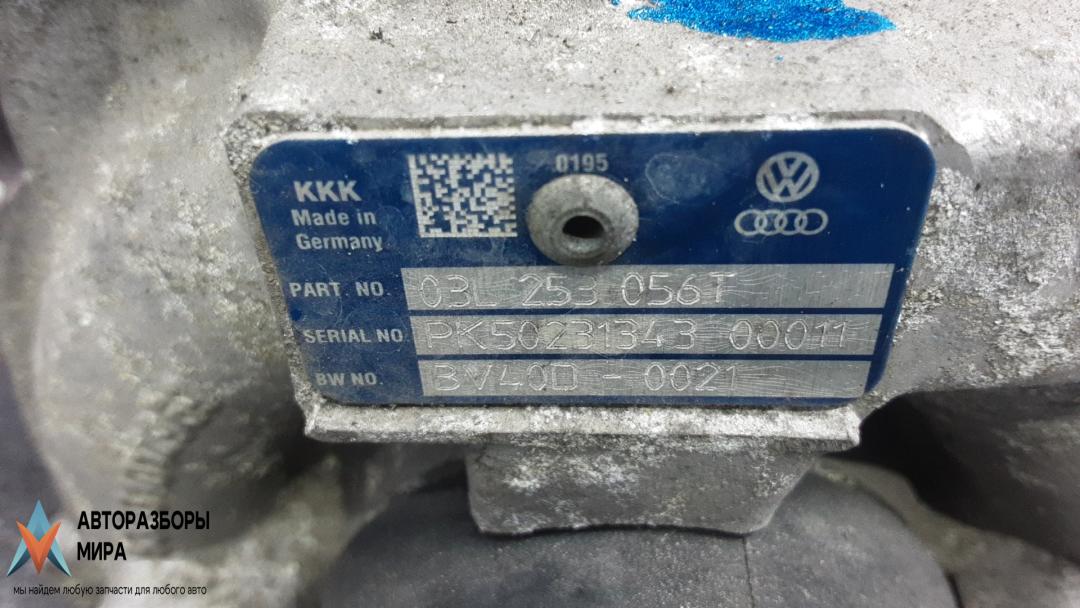 0195
KKK
Made in
Germany
PART NO. 03L 253 056T
SERIAL NO. PK50231343 00011
BW NO. BV40D - 0021
АВТОРАЗБОРЫ
МИРА
мы найдем любую запчасти для любого авто